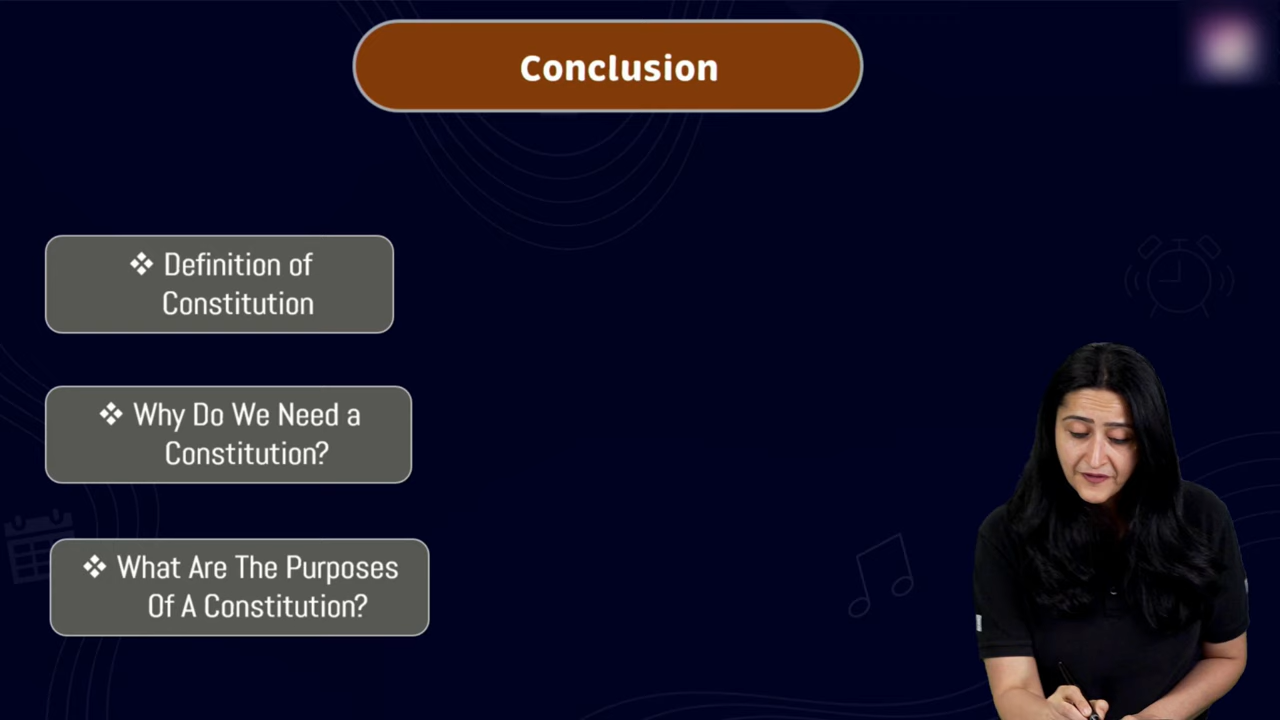 Conclusion
❖ Definition of
Constitution
❖ Why Do We Need a
Constitution?
❖ What Are The Purposes
Of A Constitution?